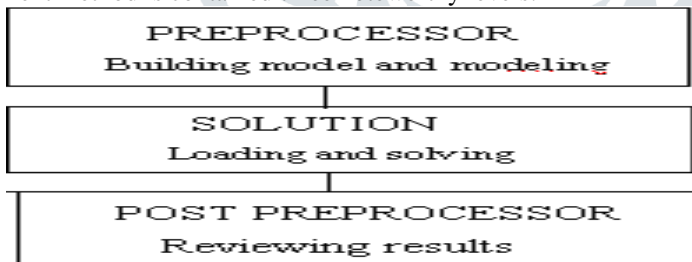 PREPROCESSOR
Building model and modeling
SOLUTION
Loading and solving
POST PREPROCESSOR
Reviewing results